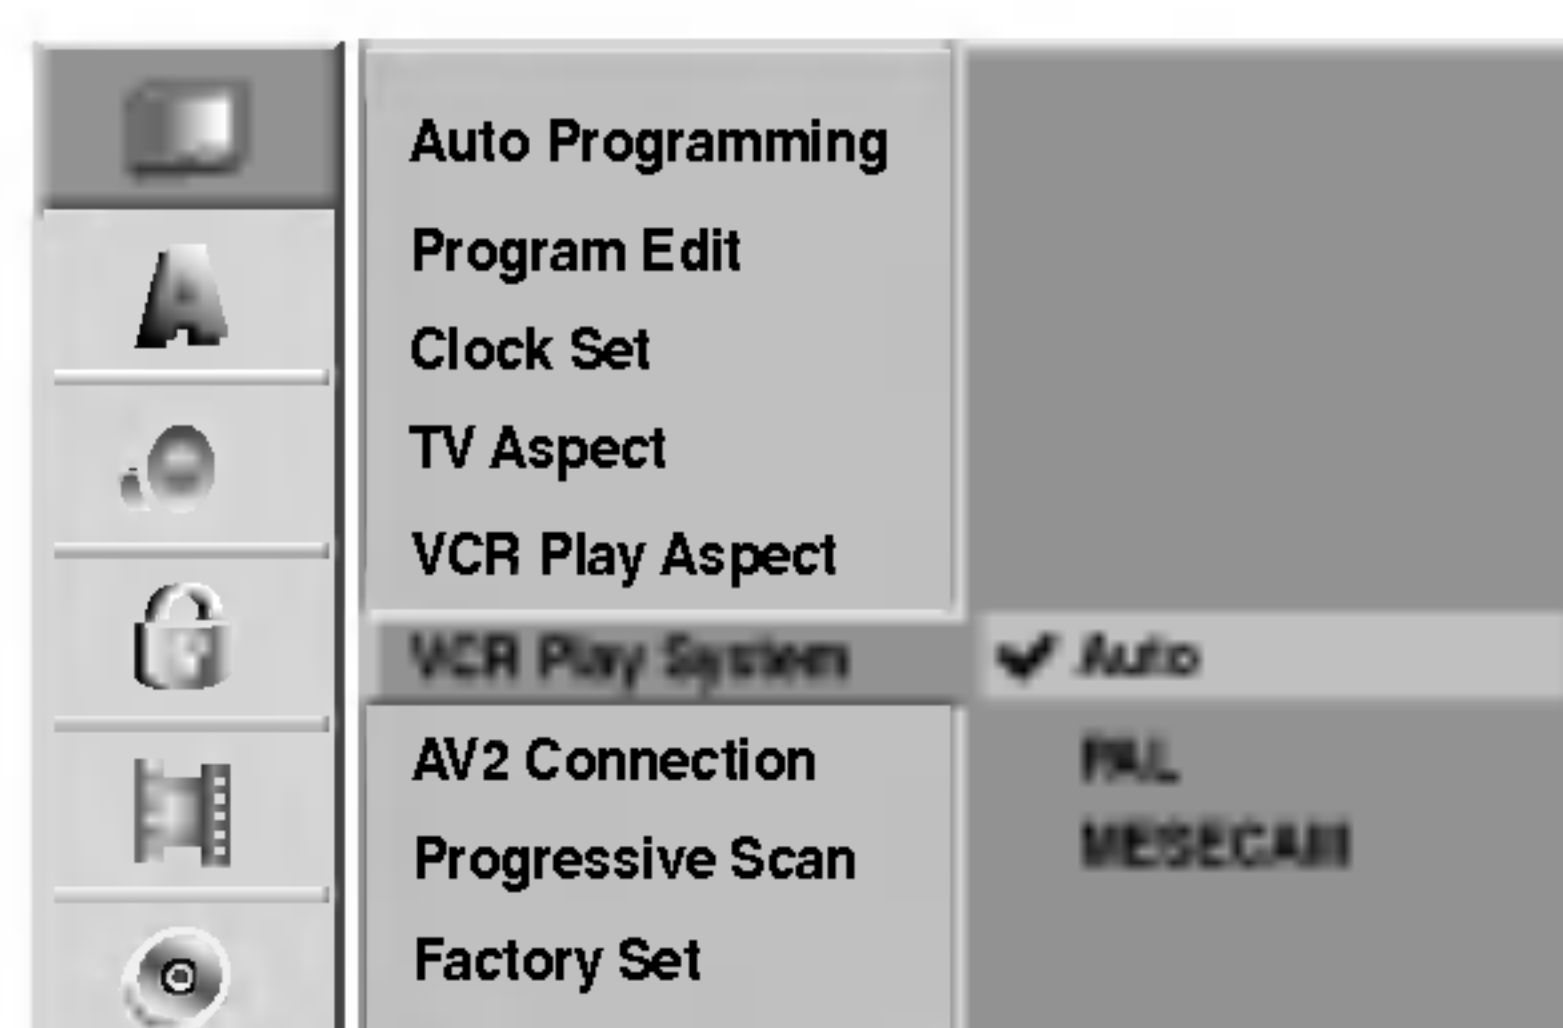 Auto Programming
Program Edit
Clock Set
TV Aspect
VCR Play Aspect
VCR Play System
✔ Auto
PAL
MESECAM
AV2 Connection
Progressive Scan
Factory Set